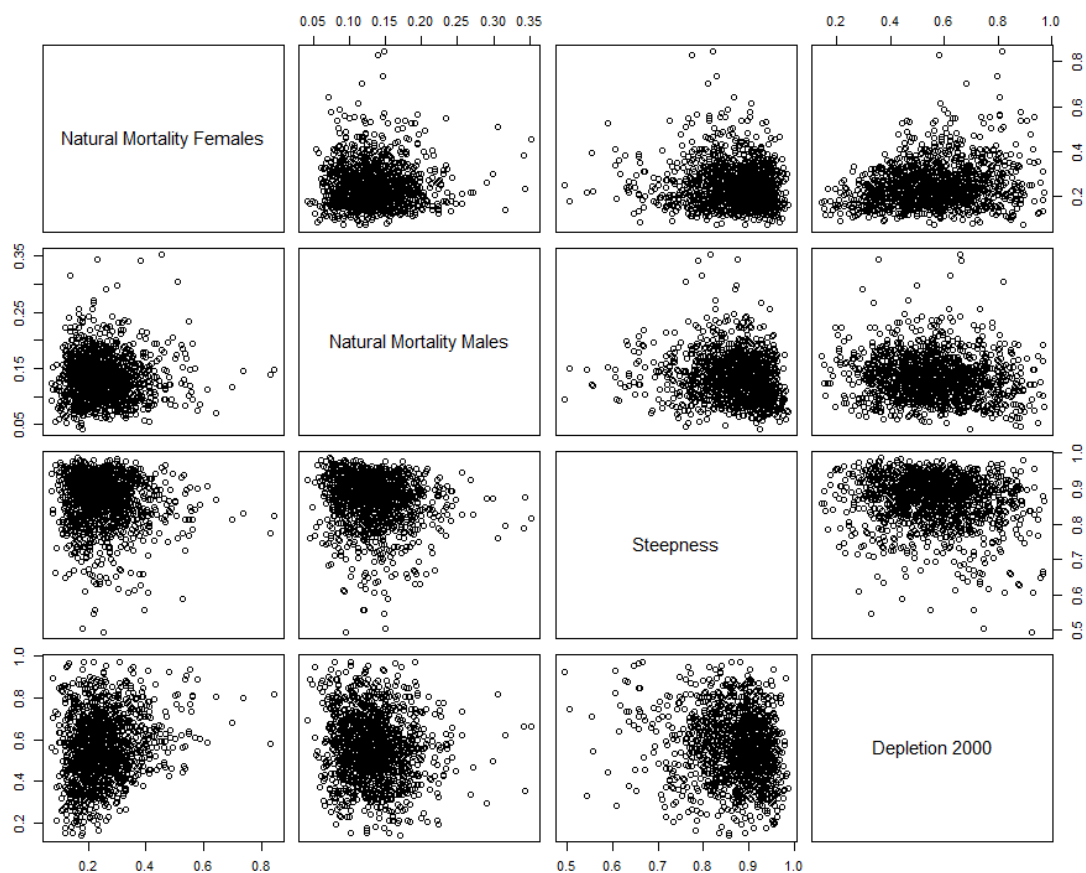 0.05 0.10 0.15 0.20 0.25 0.30 0.35
0.2 0.4 0.6 0.8 1.0
Natural Mortality Females
0.2 0.4 0.6 0.8
0.05 0.15 0.25 0.35
Natural Mortality Males
Steepness
0.5 0.6 0.7 0.8 0.9 1.0
0.2 0.4 0.6 0.8 1.0
Depletion 2000
0.2 0.4 0.6 0.8
0.5 0.6 0.7 0.8 0.9 1.0